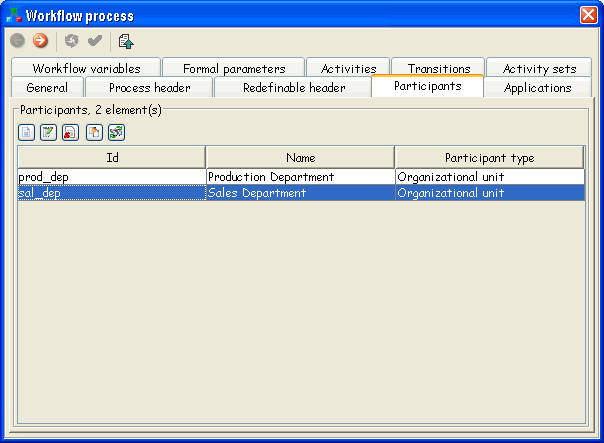 Workflow process
Workflow variables Formal parameters Activities Transitions Activity sets
General Process header Redefinable header Participants Applications
Participants, 2 element(s)
Id Name Participant type
prod_dep Production Department Organizational unit
sal_dep Sales Department Organizational unit